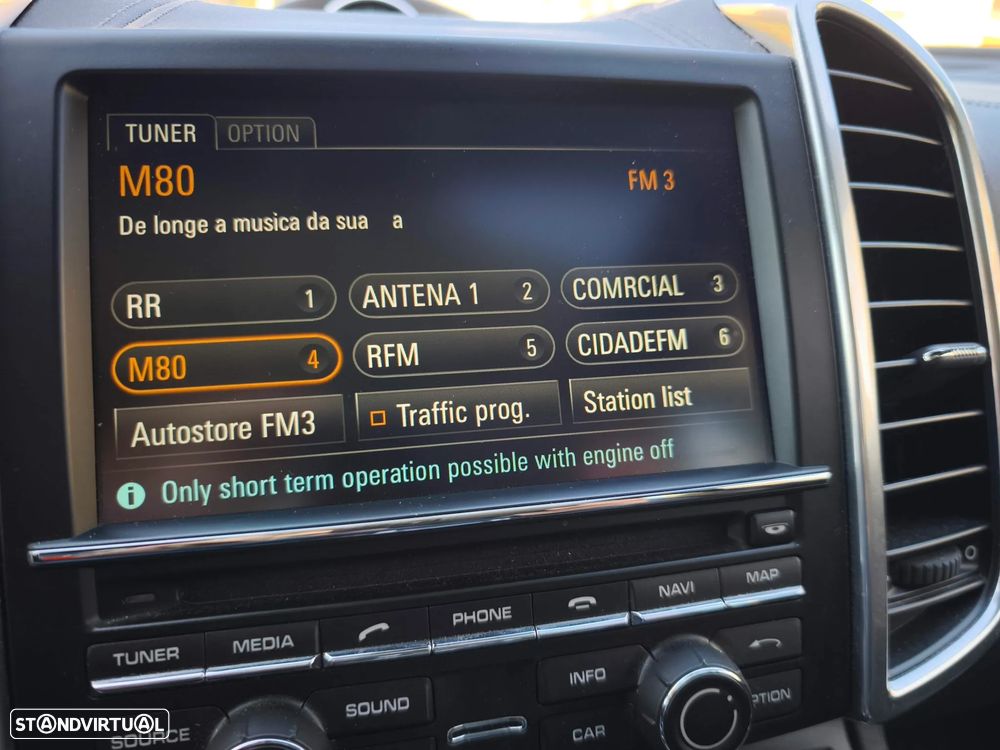 TUNER OPTION
M80 FM 3
De longe a musica da sua a
RR 1 ANTENA 1 2 COMRCIAL 3
M80 4 RFM 5 CIDADEFM 6
Autostore FM3 Traffic prog. Station list
i Only short term operation possible with engine off
TUNER MEDIA PHONE NAVI MAP
SOUND INFO
SOURCE CAR OPTION
STANDVIRTUAL